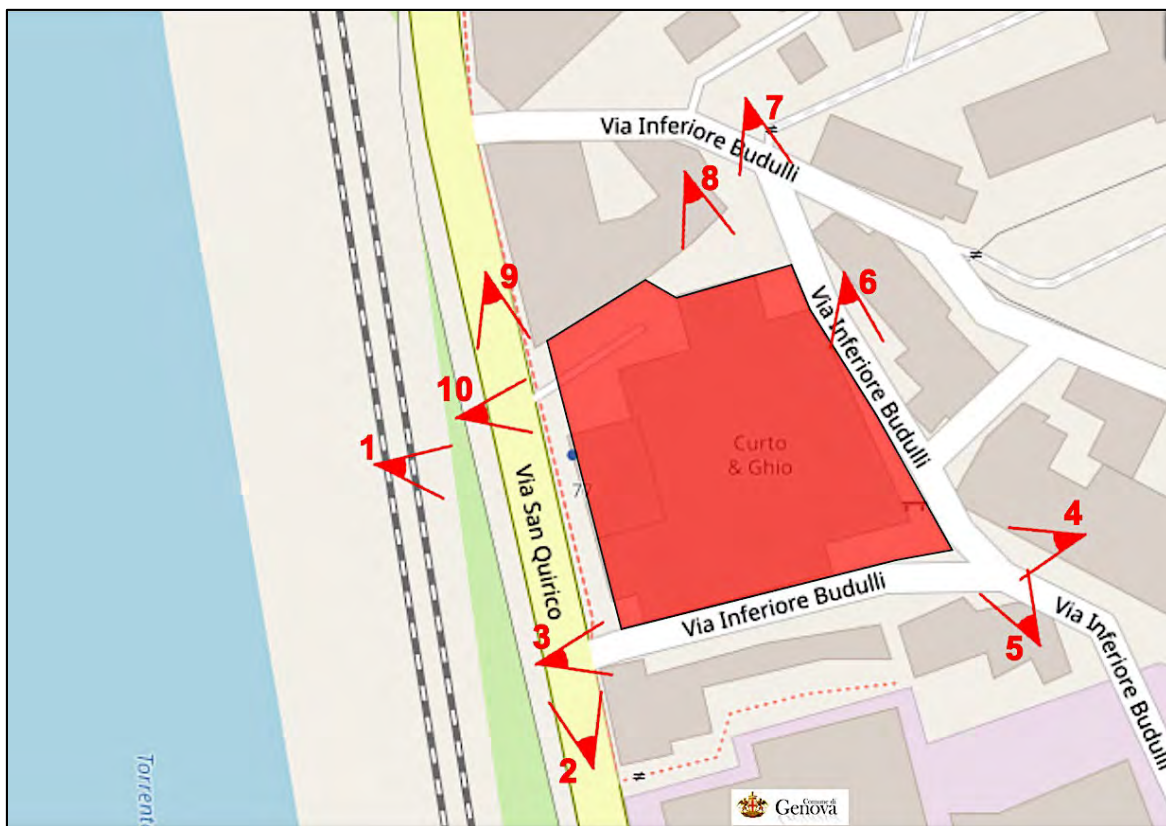 7
Via Inferiore Budulli
8
9
6
Via Inferiore Budulli
10
1
Curto
& Ghio
77
Via San Quirico
4
3
Via Inferiore Budulli
5
Via Inferiore Budulli
2
Torrent
Comune di
Genova